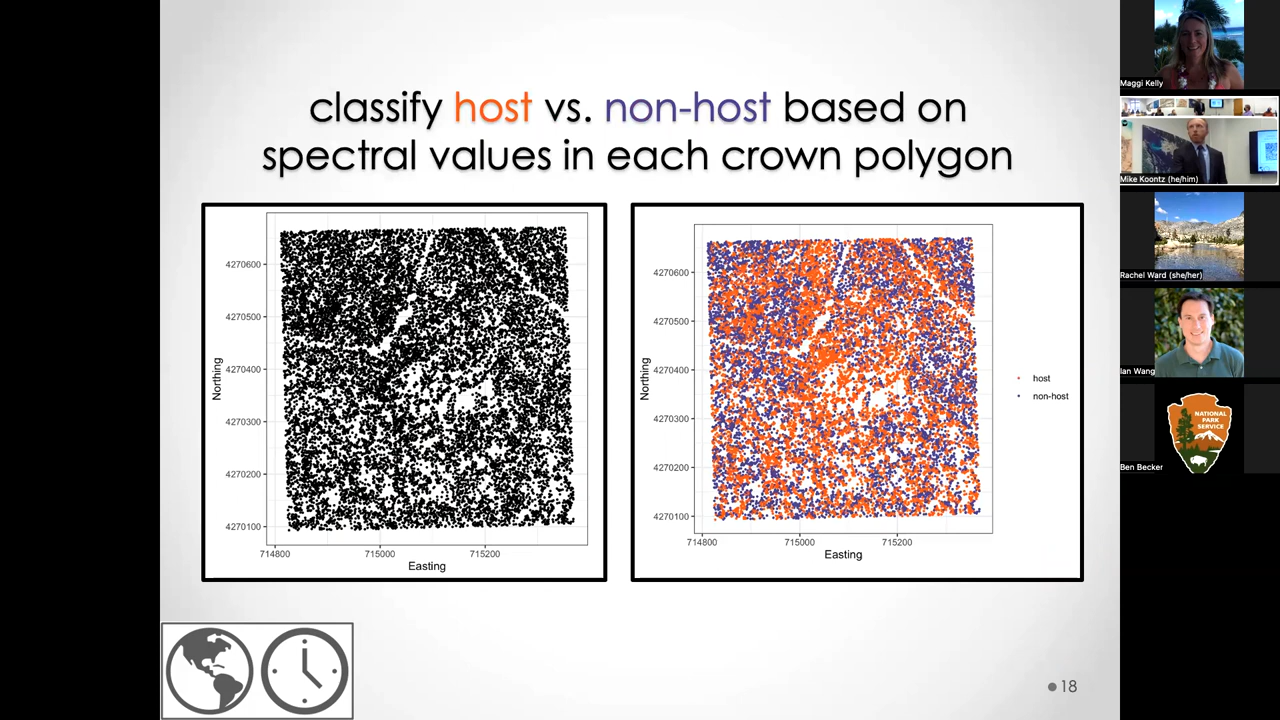 classify host vs. non-host based on
spectral values in each crown polygon
Northing
4270600
4270500
4270400
4270300
4270200
4270100
714800
715000
715200
Easting
Northing
4270600
4270500
4270400
4270300
4270200
4270100
714800
715000
715200
Easting
host
non-host
18
Maggi Kelly
Mike Koontz (he/him)
Rachel Ward (she/her)
Ian Wang
NATIONAL
PARK
SERVICE
Ben Becker